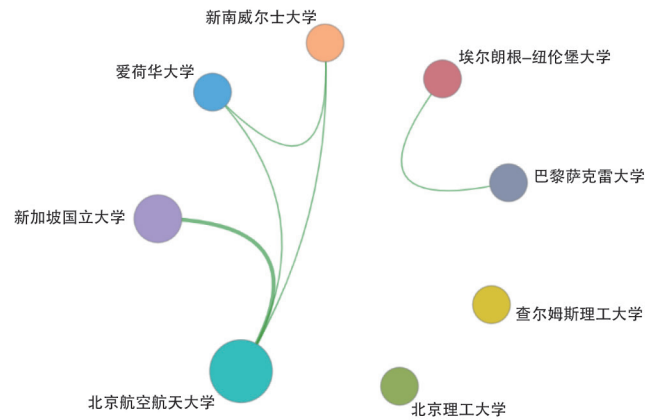 新南威尔士大学
爱荷华大学
埃尔朗根–纽伦堡大学
巴黎萨克雷大学
新加坡国立大学
查尔姆斯理工大学
北京航空航天大学
北京理工大学